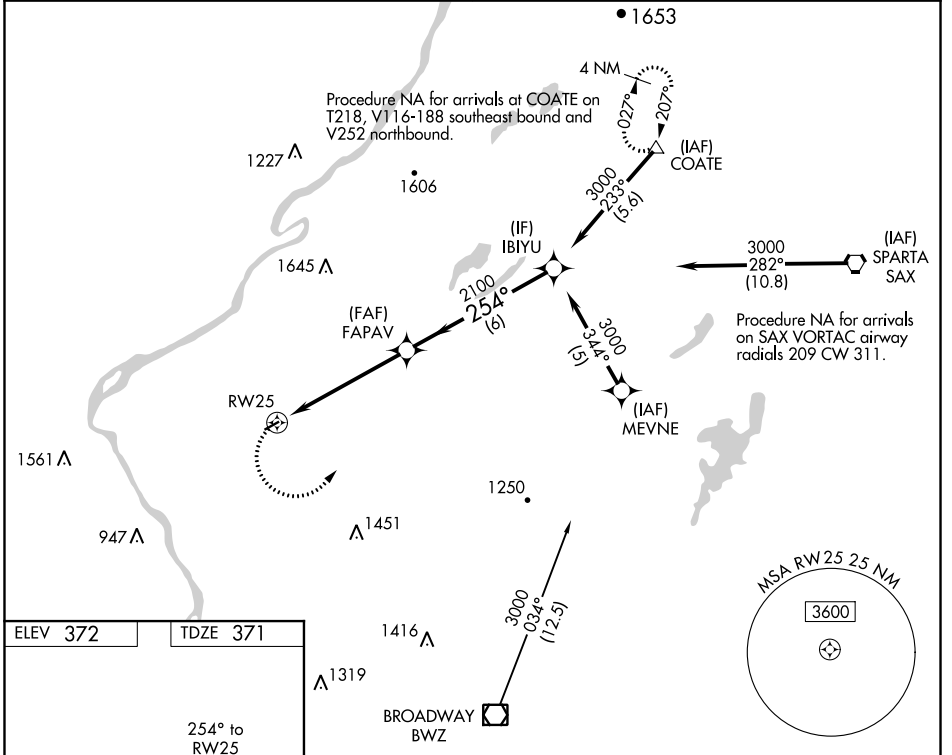 1653
4 NM
027°
207°
Procedure NA for arrivals at COATE on
T218, V116-188 southeast bound and
V252 northbound.
(IAF)
COATE
1227
1606
3000
233°
(5.6)
(IF)
IBIYU
1645
3000
282°
(10.8)
(IAF)
SPARTA
SAX
2100
254°
(6)
(FAF)
FAPAV
Procedure NA for arrivals
on SAX VORTAC airway
radials 209 CW 311.
3000
344°
(5)
RW25
(IAF)
MEVNE
1561
1250
947
1451
MSA RW25 25 NM
3600
3000
034°
(12.5)
ELEV 372
TDZE 371
1416
1319
254° to
RW25
BROADWAY
BWZ